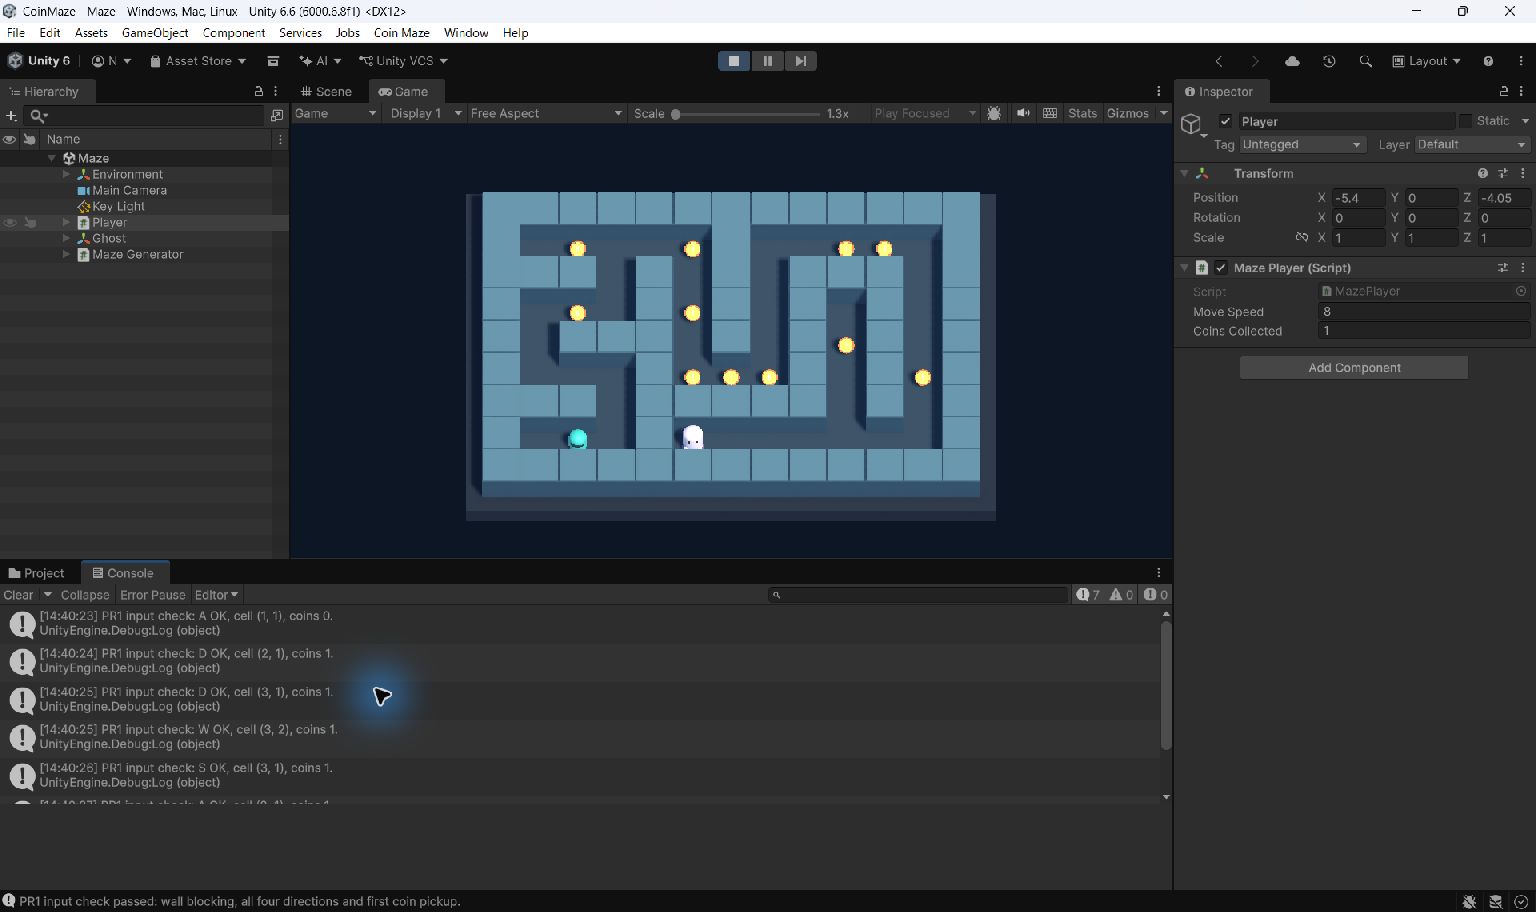 CoinMaze - Maze - Windows, Mac, Linux - Unity 6.6 (6000.6.8f1) <DX12>
File Edit Assets GameObject Component Services Jobs Coin Maze Window Help
Unity 6 N Asset Store AI Unity VCS Layout
Hierarchy Scene Game Inspector
Game Display 1 Free Aspect Scale 1.3x Play Focused Stats Gizmos
Name
Maze
Environment
Main Camera
Key Light
Player
Ghost
Maze Generator
Player Static
Tag Untagged Layer Default
Transform
Position X -5.4 Y 0 Z -4.05
Rotation X 0 Y 0 Z 0
Scale X 1 Y 1 Z 1
Maze Player (Script)
Script MazePlayer
Move Speed 8
Coins Collected 1
Add Component
Project Console
Clear Collapse Error Pause Editor 7 0 0
[14:40:23] PR1 input check: A OK, cell (1, 1), coins 0.
UnityEngine.Debug:Log (object)
[14:40:24] PR1 input check: D OK, cell (2, 1), coins 1.
UnityEngine.Debug:Log (object)
[14:40:25] PR1 input check: D OK, cell (3, 1), coins 1.
UnityEngine.Debug:Log (object)
[14:40:25] PR1 input check: W OK, cell (3, 2), coins 1.
UnityEngine.Debug:Log (object)
[14:40:26] PR1 input check: S OK, cell (3, 1), coins 1.
UnityEngine.Debug:Log (object)
PR1 input check passed: wall blocking, all four directions and first coin pickup.